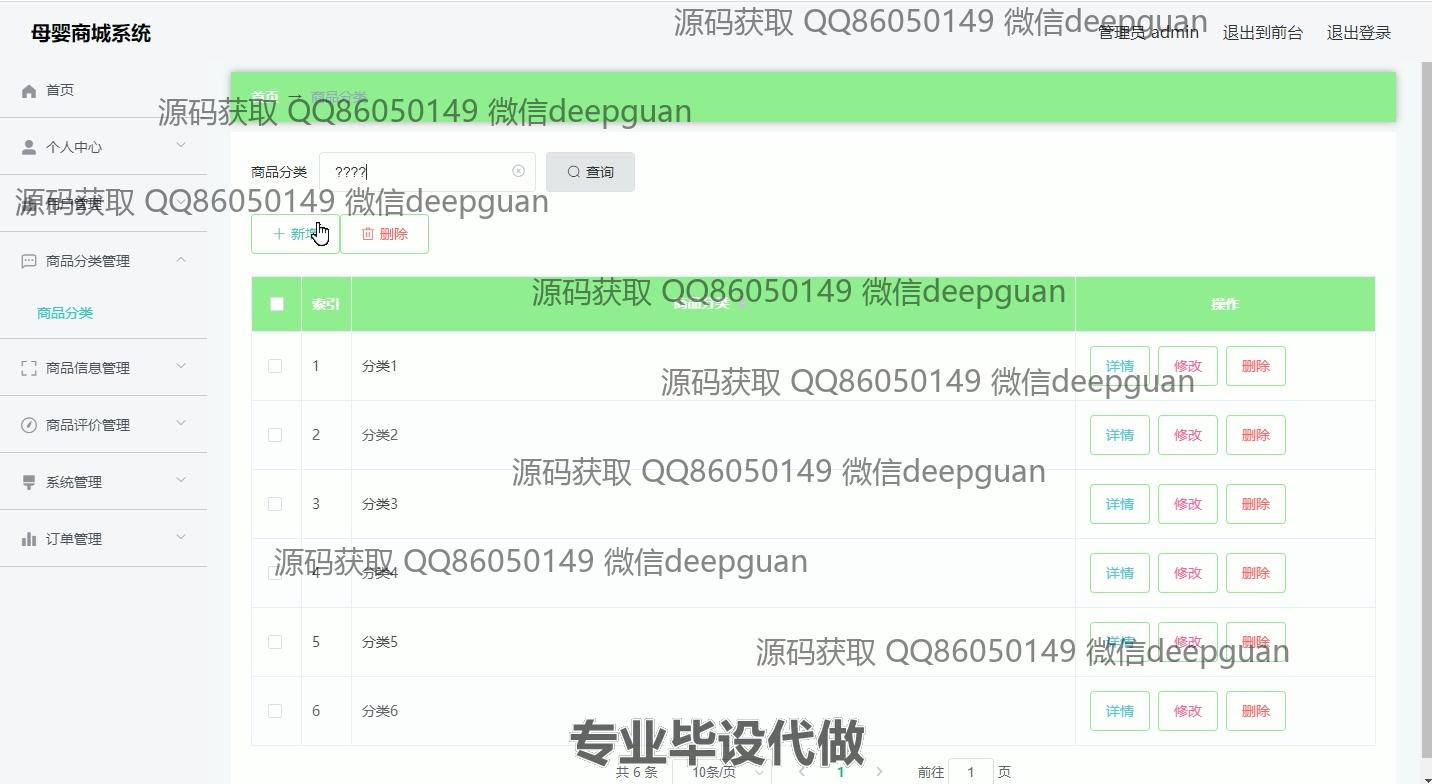 源码获取 QQ86050149 微信deepguan
母婴商城系统
管理员 admin 退出到前台 退出登录
首页
首页 → 商品分类
源码获取 QQ86050149 微信deepguan
个人中心
商品分类 ???? 查询
用户管理
源码获取 QQ86050149 微信deepguan
新增 删除
商品分类管理
商品分类
源码获取 QQ86050149 微信deepguan
索引 商品分类 操作
商品信息管理
1 分类1 详情 修改 删除
源码获取 QQ86050149 微信deepguan
商品评价管理
2 分类2 详情 修改 删除
源码获取 QQ86050149 微信deepguan
系统管理
3 分类3 详情 修改 删除
订单管理
源码获取 QQ86050149 微信deepguan
4 分类4 详情 修改 删除
5 分类5 详情 修改 删除
源码获取 QQ86050149 微信deepguan
6 分类6 详情 修改 删除
专业毕设代做
共 6 条 10条/页 1 前往 1 页